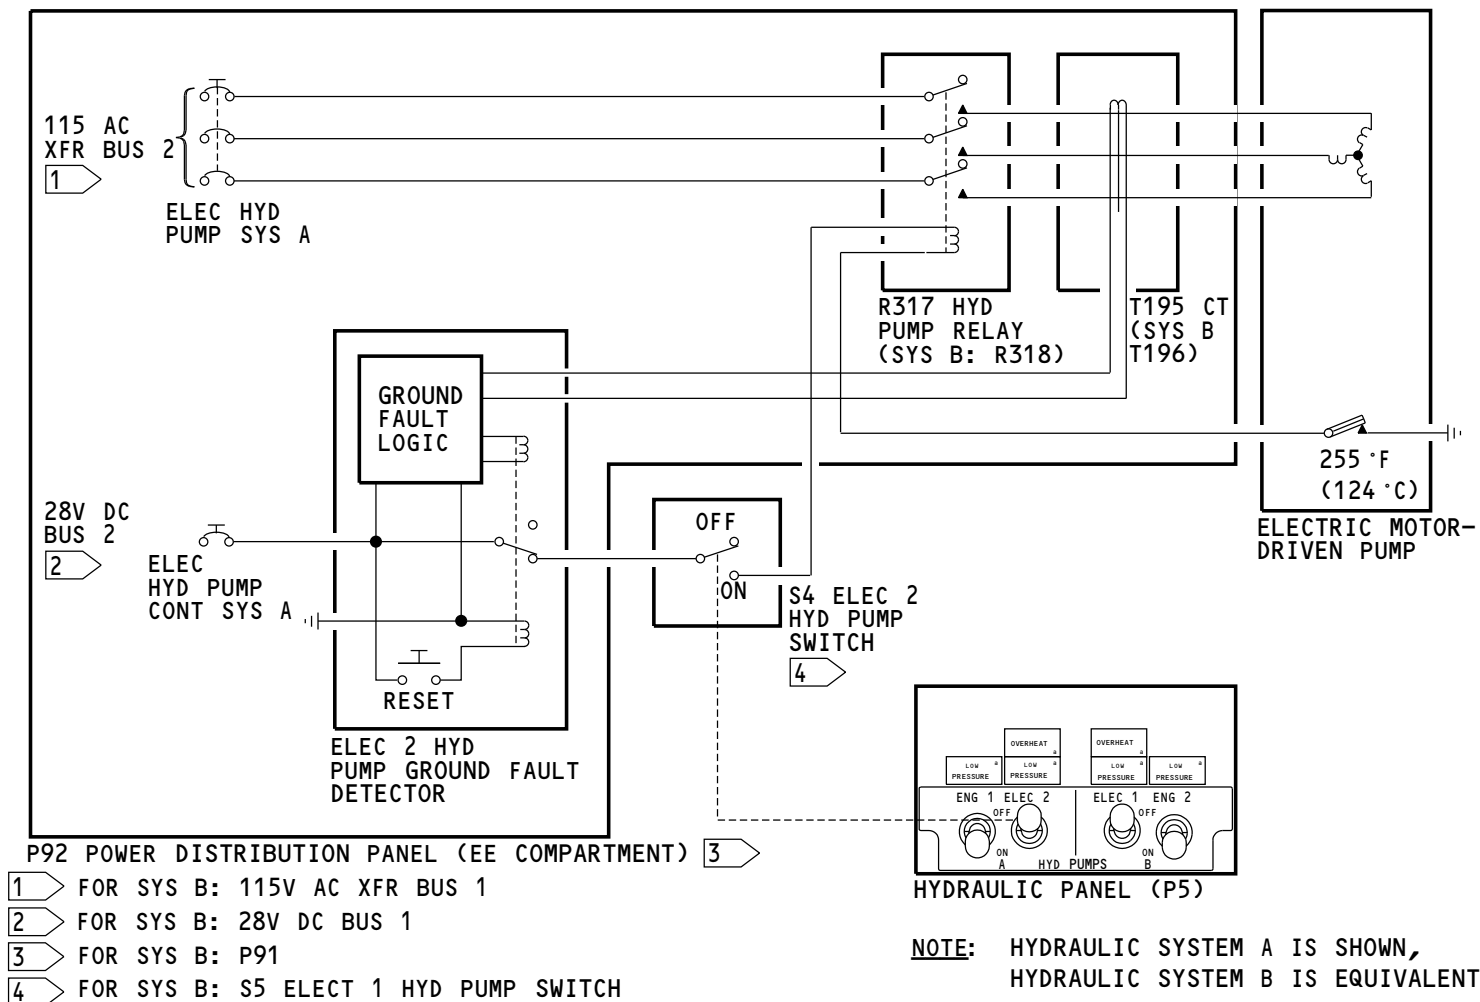 115 AC
XFR BUS 2
1
ELEC HYD
PUMP SYS A
R317 HYD
PUMP RELAY
(SYS B: R318)
T195 CT
(SYS B
T196)
GROUND
FAULT
LOGIC
255 °F
(124 °C)
ELECTRIC MOTOR-
DRIVEN PUMP
28V DC
BUS 2
2
ELEC
HYD PUMP
CONT SYS A
OFF
ON
S4 ELEC 2
HYD PUMP
SWITCH
4
RESET
ELEC 2 HYD
PUMP GROUND FAULT
DETECTOR
OVERHEAT a
OVERHEAT a
LOW a
PRESSURE
LOW a
PRESSURE
LOW a
PRESSURE
LOW a
PRESSURE
ENG 1 ELEC 2 ELEC 1 ENG 2
OFF OFF
ON ON
A HYD PUMPS B
HYDRAULIC PANEL (P5)
P92 POWER DISTRIBUTION PANEL (EE COMPARTMENT) 3
1 FOR SYS B: 115V AC XFR BUS 1
2 FOR SYS B: 28V DC BUS 1
3 FOR SYS B: P91
4 FOR SYS B: S5 ELECT 1 HYD PUMP SWITCH
NOTE: HYDRAULIC SYSTEM A IS SHOWN,
HYDRAULIC SYSTEM B IS EQUIVALENT